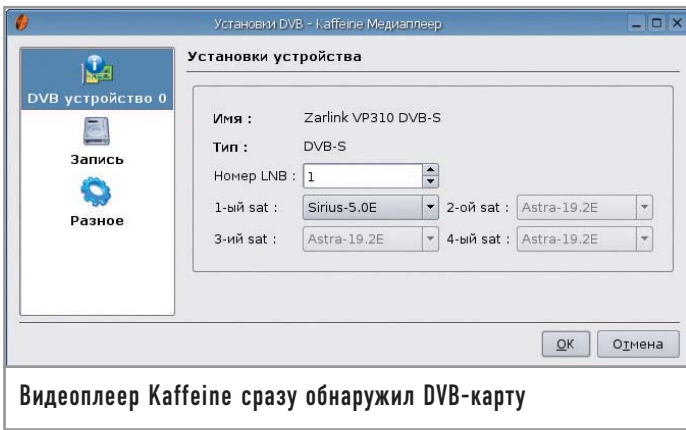 Установки DVB - Kaffeine Медиаплеер
DVB устройство 0
Запись
Разное
Установки устройства
Имя : Zarlink VP310 DVB-S
Тип : DVB-S
Номер LNB : 1
1-ый sat : Sirius-5.0E 2-ой sat : Astra-19.2E
3-ий sat : Astra-19.2E 4-ый sat : Astra-19.2E
OK Отмена
Видеоплеер Kaffeine сразу обнаружил DVB-карту